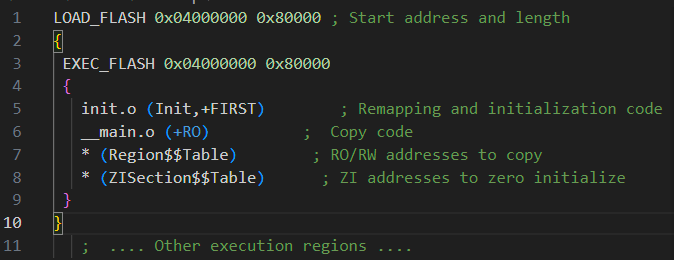 1 LOAD_FLASH 0x04000000 0x80000 ; Start address and length
2 {
3 EXEC_FLASH 0x04000000 0x80000
4 {
5 init.o (Init,+FIRST) ; Remapping and initialization code
6 __main.o (+RO) ; Copy code
7 * (Region$$Table) ; RO/RW addresses to copy
8 * (ZISection$$Table) ; ZI addresses to zero initialize
9 }
10 }
11 ; .... Other execution regions ....